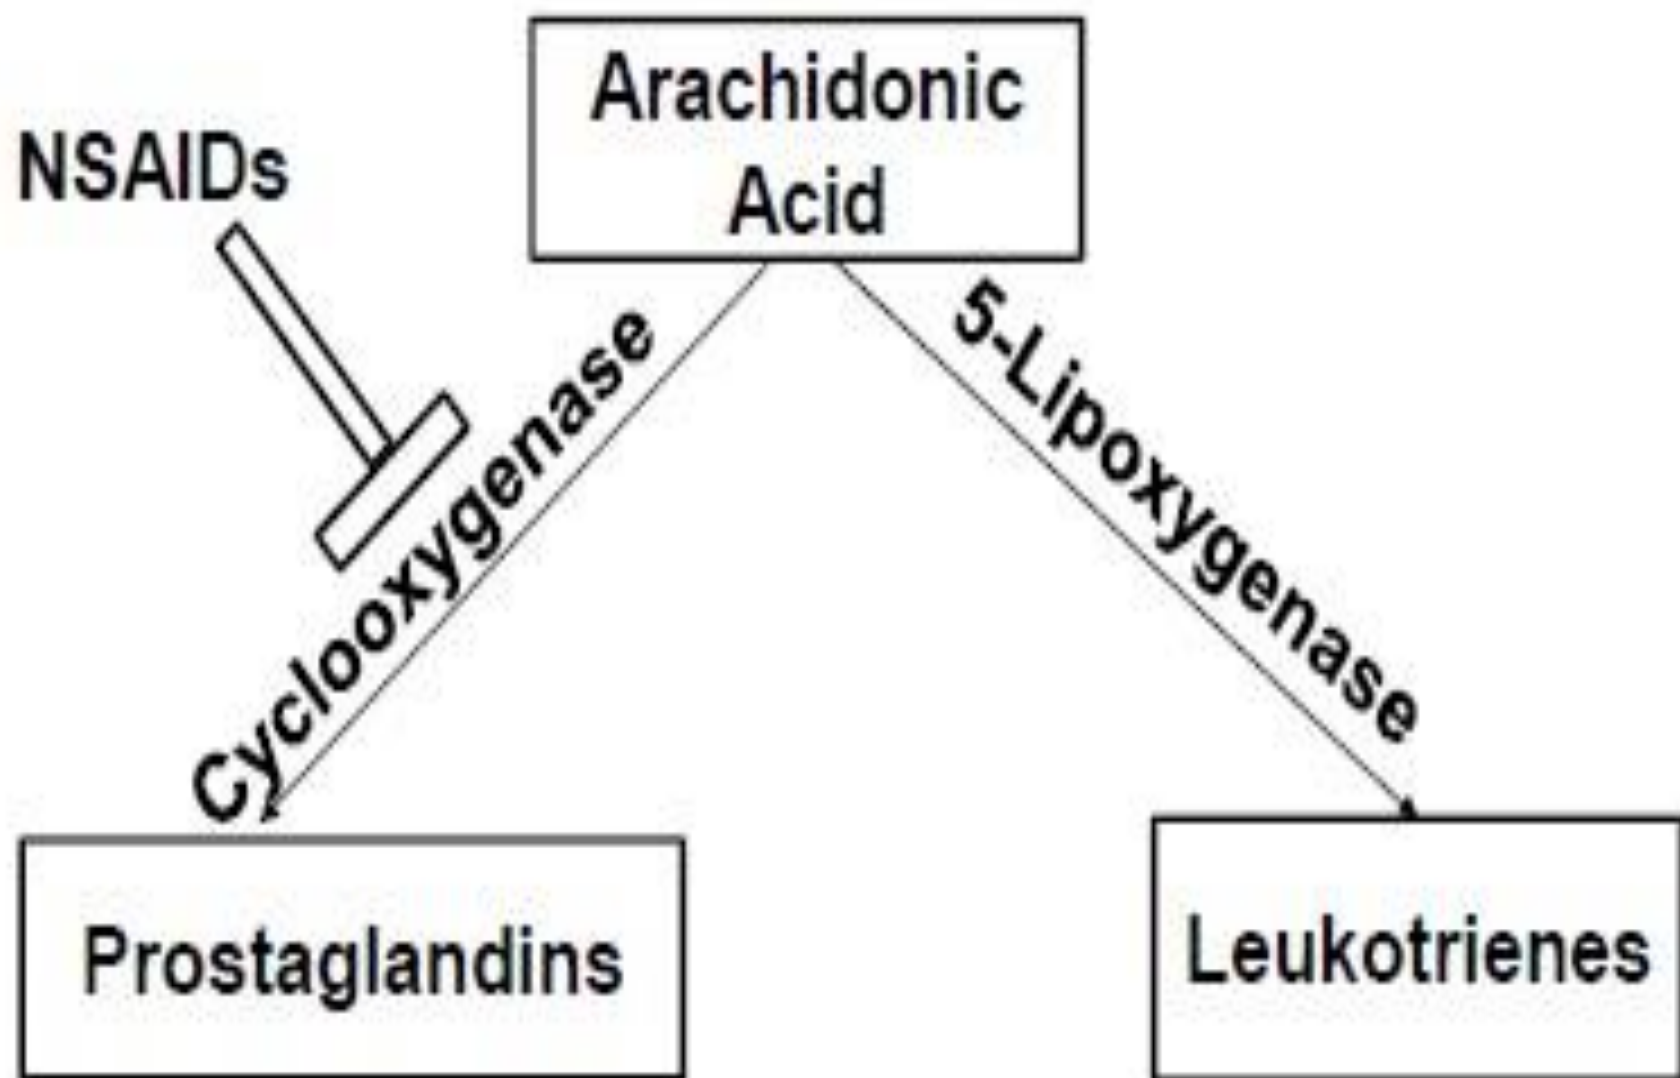 Arachidonic
Acid
NSAIDs
Cyclooxygenase
5-Lipoxygenase
Prostaglandins
Leukotrienes